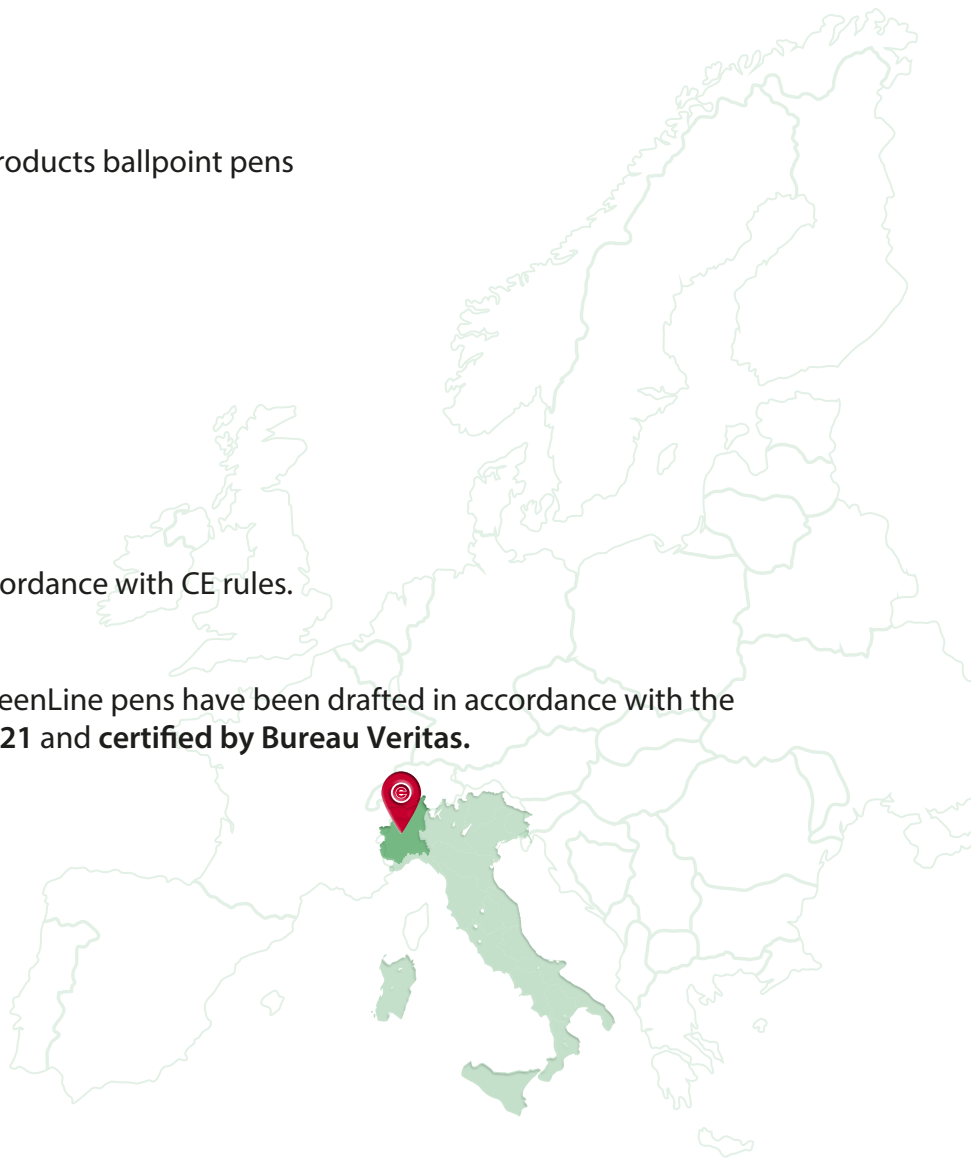 roducts ballpoint pens
ordance with CE rules.
eenLine pens have been drafted in accordance with the
21 and certified by Bureau Veritas.
e